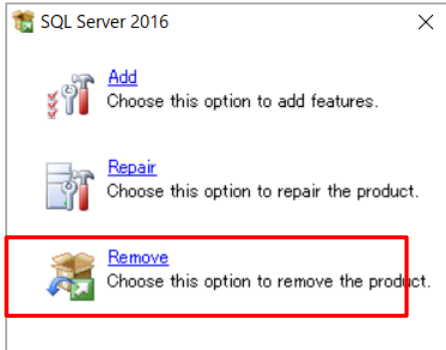 SQL Server 2016
Add
Choose this option to add features.
Repair
Choose this option to repair the product.
Remove
Choose this option to remove the product.